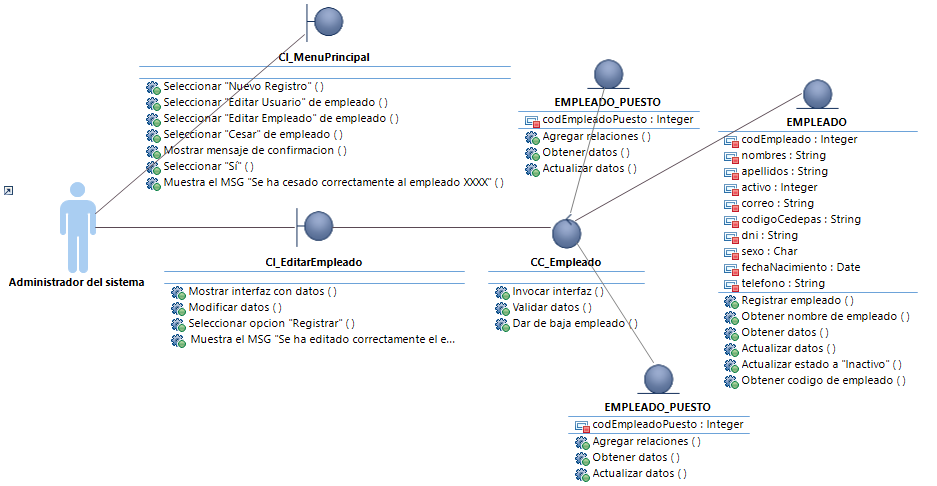 CI_MenuPrincipal
Seleccionar "Nuevo Registro" ( )
Seleccionar "Editar Usuario" de empleado ( )
Seleccionar "Editar Empleado" de empleado ( )
Seleccionar "Cesar" de empleado ( )
Mostrar mensaje de confirmacion ( )
Seleccionar "Sí" ( )
Muestra el MSG "Se ha cesado correctamente al empleado XXXX" ( )
EMPLEADO_PUESTO
codEmpleadoPuesto : Integer
Agregar relaciones ( )
Obtener datos ( )
Actualizar datos ( )
EMPLEADO
codEmpleado : Integer
nombres : String
apellidos : String
activo : Integer
correo : String
codigoCedepas : String
dni : String
sexo : Char
fechaNacimiento : Date
telefono : String
Registrar empleado ( )
Obtener nombre de empleado ( )
Obtener datos ( )
Actualizar datos ( )
Actualizar estado a "Inactivo" ( )
Obtener codigo de empleado ( )
Administrador del sistema
CI_EditarEmpleado
Mostrar interfaz con datos ( )
Modificar datos ( )
Seleccionar opcion "Registrar" ( )
Muestra el MSG "Se ha editado correctamente el e...
CC_Empleado
Invocar interfaz ( )
Validar datos ( )
Dar de baja empleado ( )
EMPLEADO_PUESTO
codEmpleadoPuesto : Integer
Agregar relaciones ( )
Obtener datos ( )
Actualizar datos ( )